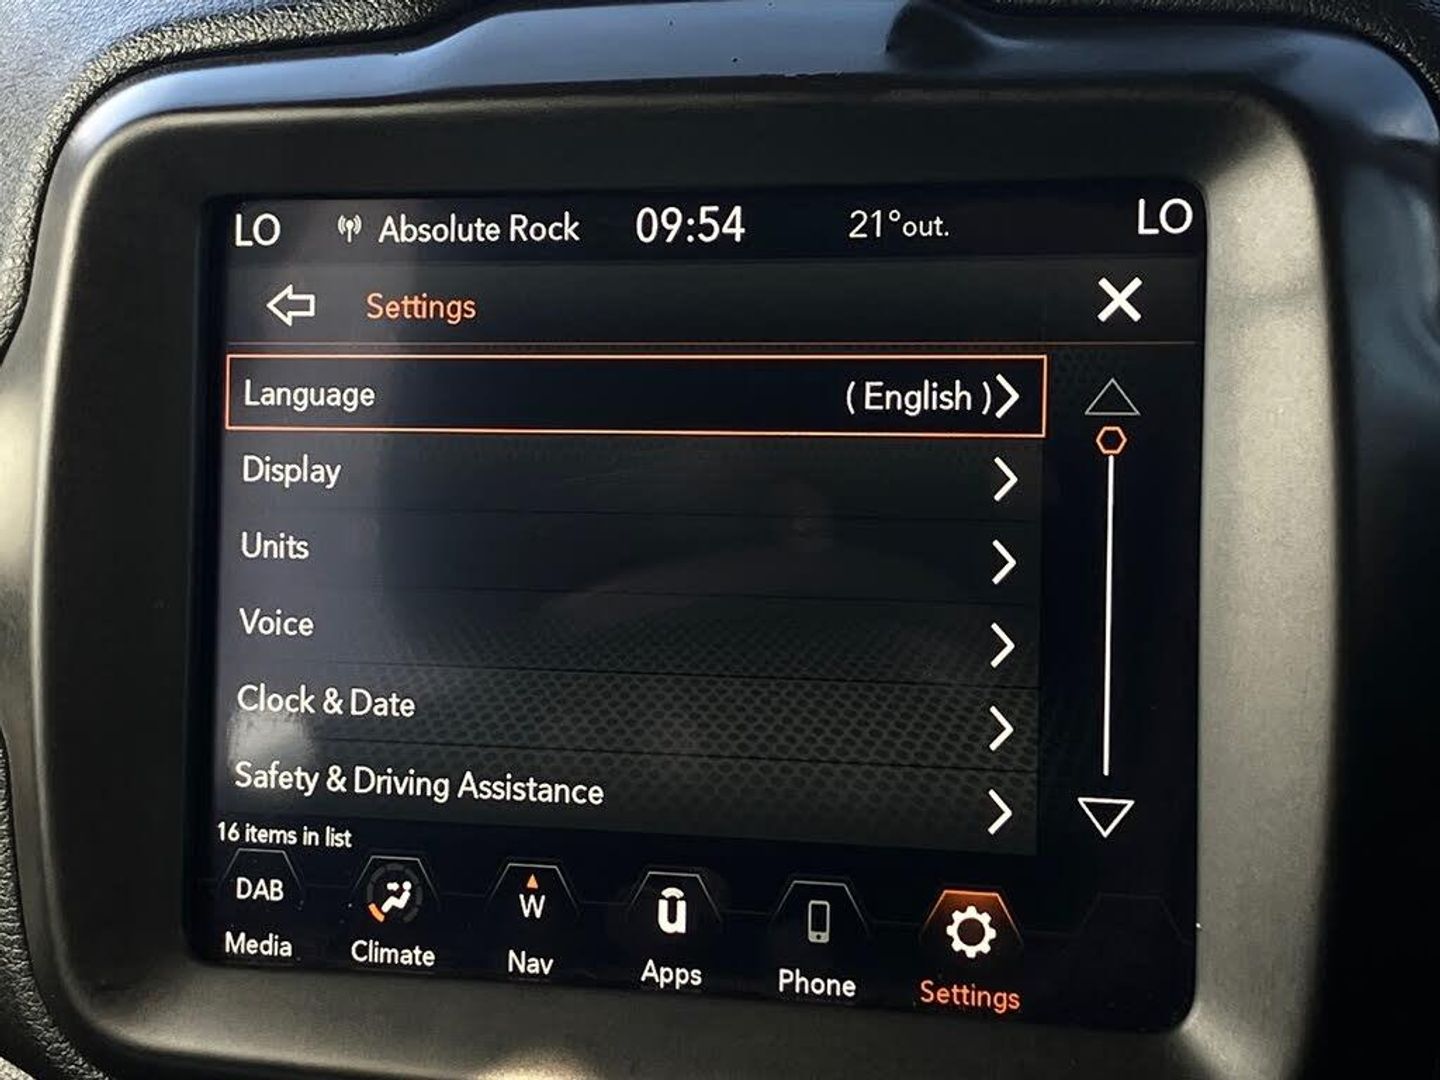 LO Absolute Rock 09:54 21°out. LO
Settings
Language ( English )
Display
Units
Voice
Clock & Date
Safety & Driving Assistance
16 items in list
DAB W ū
Media Climate Nav Apps Phone Settings